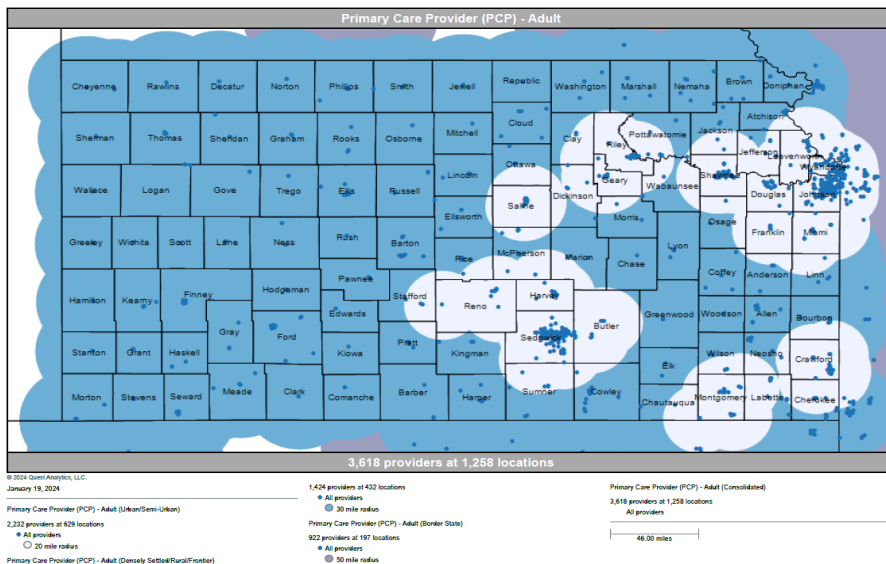 Primary Care Provider (PCP) - Adult
Cheyenne Rawlins Decatur Norton Phillips Smith Jewell Republic Washington Marshall Nemaha Brown Doniphan
Sherman Thomas Sheridan Graham Rooks Osborne Mitchell Cloud Clay Riley Pottawatomie Jackson Atchison
Jefferson Leavenworth Wyandotte
Wallace Logan Gove Trego Ellis Russell Lincoln Ottawa Saline Dickinson Geary Wabaunsee Shawnee Douglas Johnson
Greeley Wichita Scott Lane Ness Rush Barton Ellsworth McPherson Marion Morris Chase Lyon Osage Franklin Miami
Hamilton Kearny Finney Hodgeman Pawnee Edwards Stafford Rice Reno Harvey Coffey Anderson Linn
Gray Ford Sedgwick Butler Greenwood Woodson Allen Bourbon
Stanton Grant Haskell Kiowa Pratt Kingman Elk Wilson Neosho Crawford
Morton Stevens Seward Meade Clark Comanche Barber Harper Sumner Cowley Chautauqua Montgomery Labette Cherokee
3,618 providers at 1,258 locations
© 2024 Quest Analytics, LLC.
January 19, 2024
Primary Care Provider (PCP) - Adult (Urban/Semi-Urban)
2,232 providers at 629 locations
All providers
20 mile radius
Primary Care Provider (PCP) - Adult (Densely Settled/Rural/Frontier)
1,424 providers at 432 locations
All providers
30 mile radius
Primary Care Provider (PCP) - Adult (Border State)
922 providers at 197 locations
All providers
50 mile radius
Primary Care Provider (PCP) - Adult (Consolidated)
3,618 providers at 1,258 locations
All providers
46.00 miles